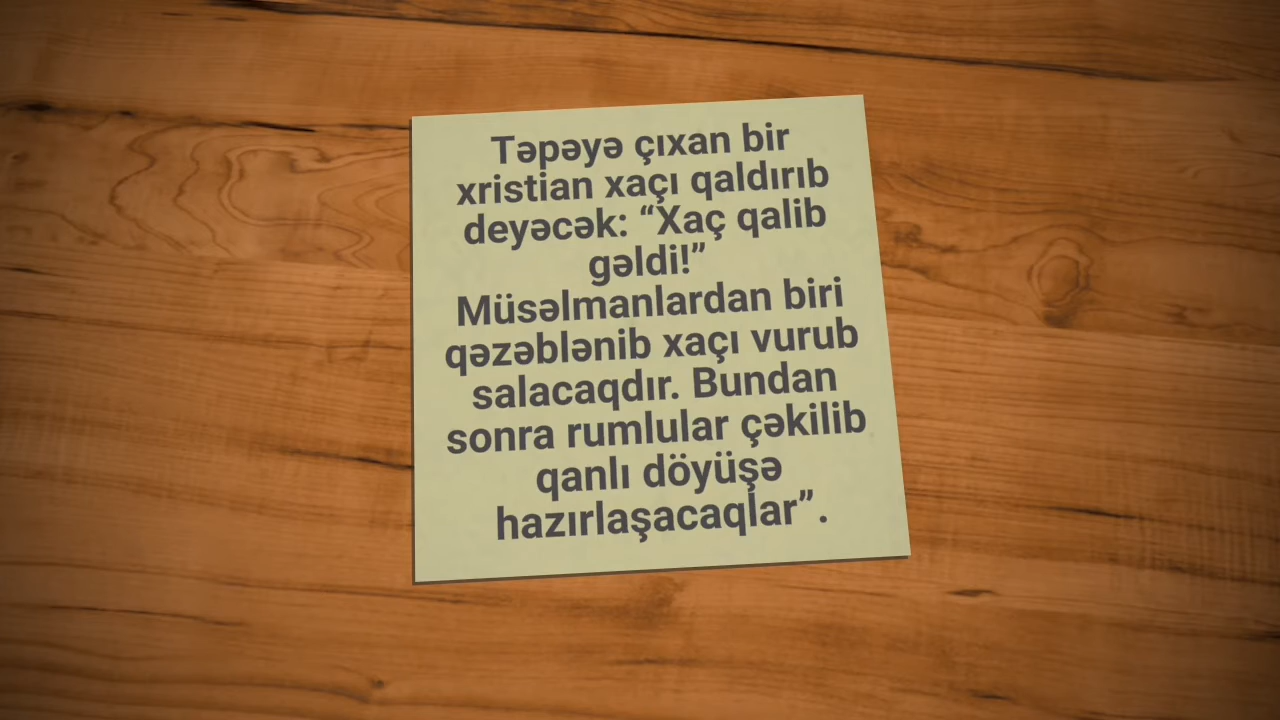 Təpəyə çıxan bir
xristian xaçı qaldırıb
deyəcək: “Xaç qalib
gəldi!”
Müsəlmanlardan biri
qəzəblənib xaçı vurub
salacaqdır. Bundan
sonra rumlular çəkilib
qanlı döyüşə
hazırlaşacaqlar”.